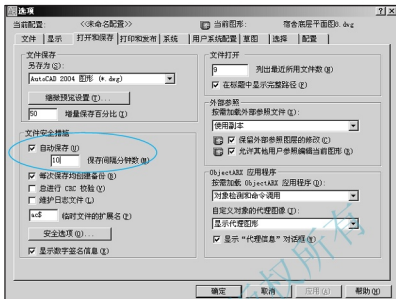 选项
当前配置: <<未命名配置>> 当前图形: 宿舍底层平面图0.dwg
文件 显示 打开和保存 打印和发布 系统 用户系统配置 草图 选择 配置
文件保存
另存为(S):
AutoCAD 2004 图形 (*.dwg)
缩微预览设置(T)...
50 增量保存百分比(I)
文件安全措施
自动保存(U)
10 保存间隔分钟数(M)
每次保存均创建备份(B)
总进行 CRC 校验(V)
维护日志文件(L)
ac$ 临时文件的扩展名(P)
安全选项(O)...
显示数字签名信息(E)
文件打开
9 列出最近所用文件数(N)
在标题中显示完整路径(F)
外部参照
按需加载外部参照文件(X):
使用副本
保留外部参照图层的修改(C)
允许其他用户参照编辑当前图形(R)
ObjectARX 应用程序
按需加载 ObjectARX 应用程序(D):
对象检测和命令调用
自定义对象的代理图像(J):
显示代理图形
显示“代理信息”对话框(W)
确定 取消 应用(A) 帮助(H)